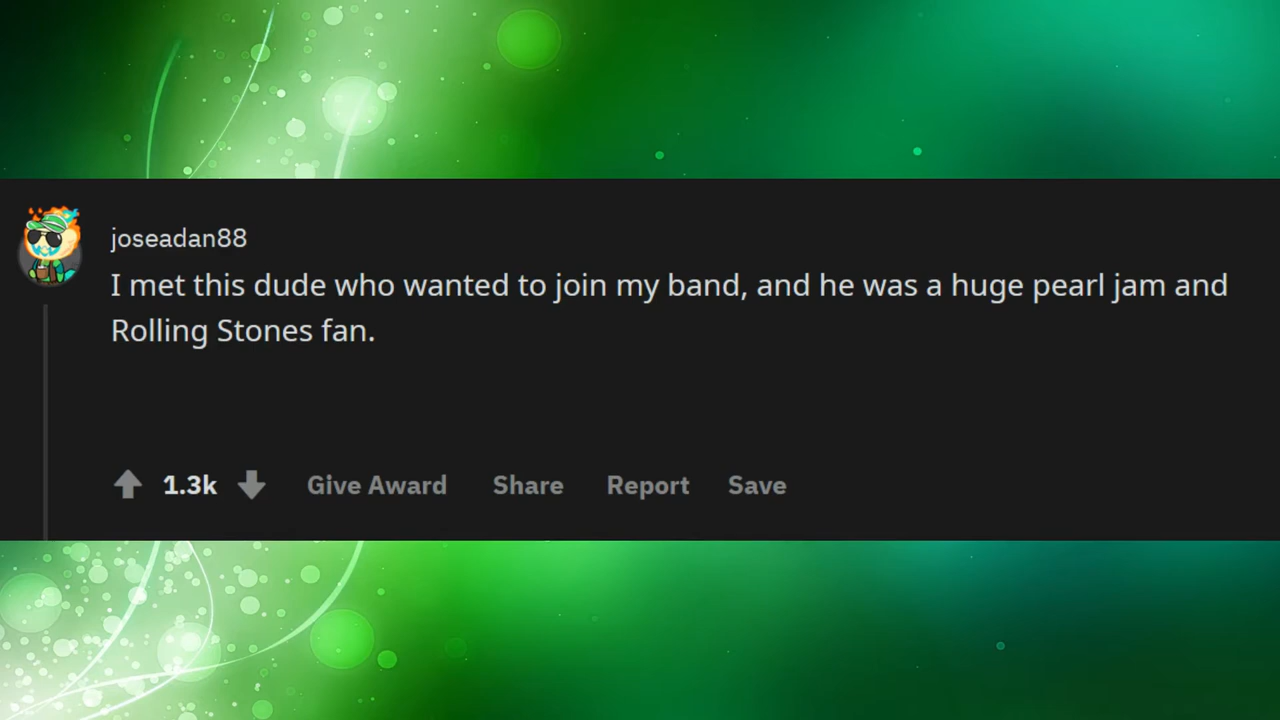 joseadan88
I met this dude who wanted to join my band, and he was a huge pearl jam and
Rolling Stones fan.
1.3k Give Award Share Report Save